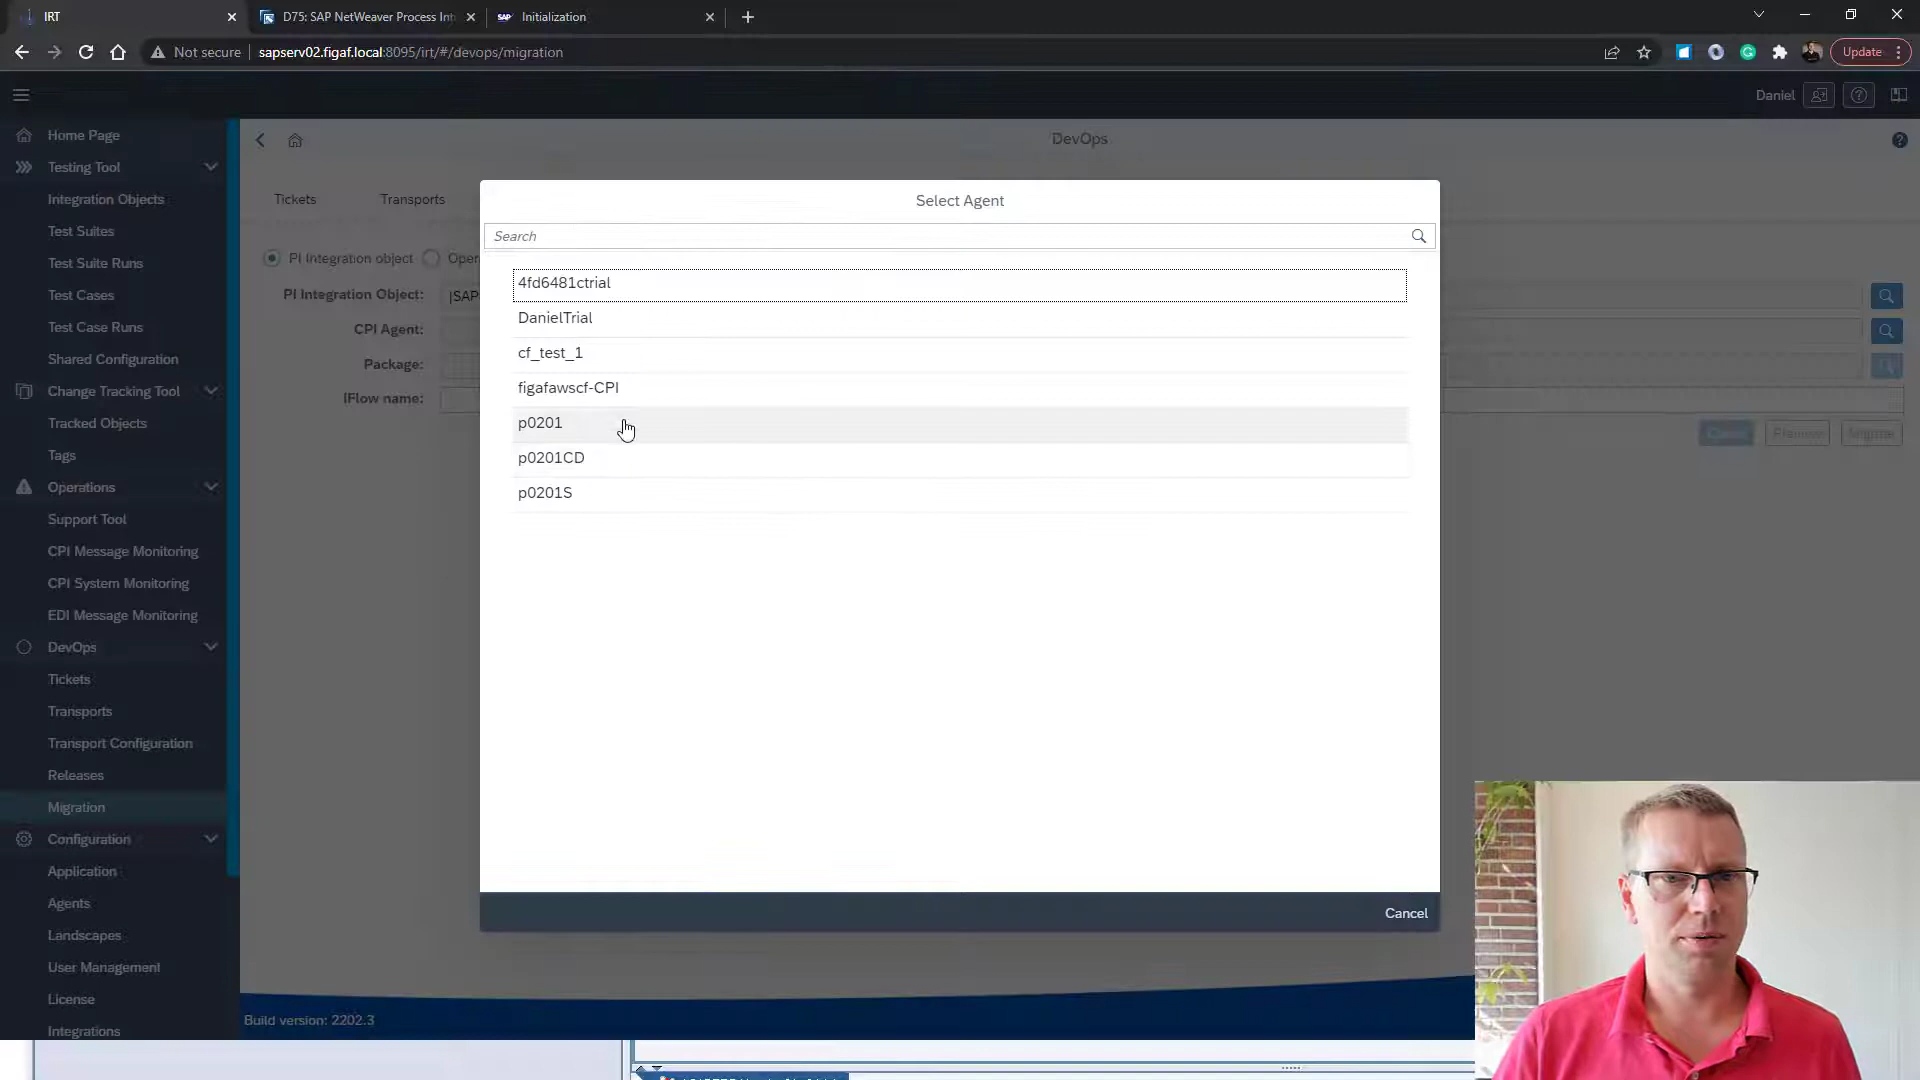 IRT
D75: SAP NetWeaver Process Int
SAP Initialization
Not secure
sapserv02.figaf.local:8095/irt/#/devops/migration
Update
Daniel
Home Page
Testing Tool
Integration Objects
Test Suites
Test Suite Runs
Test Cases
Test Case Runs
Shared Configuration
Change Tracking Tool
Tracked Objects
Tags
Operations
Support Tool
CPI Message Monitoring
CPI System Monitoring
EDI Message Monitoring
DevOps
Tickets
Transports
Transport Configuration
Releases
Migration
Configuration
Application
Agents
Landscapes
User Management
License
Integrations
DevOps
Tickets
Transports
PI Integration object
Oper
PI Integration Object:
|SAP
CPI Agent:
Package:
IFlow name:
Select Agent
Search
4fd6481ctrial
DanielTrial
cf_test_1
figafawscf-CPI
p0201
p0201CD
p0201S
Cancel
Build version: 2202.3